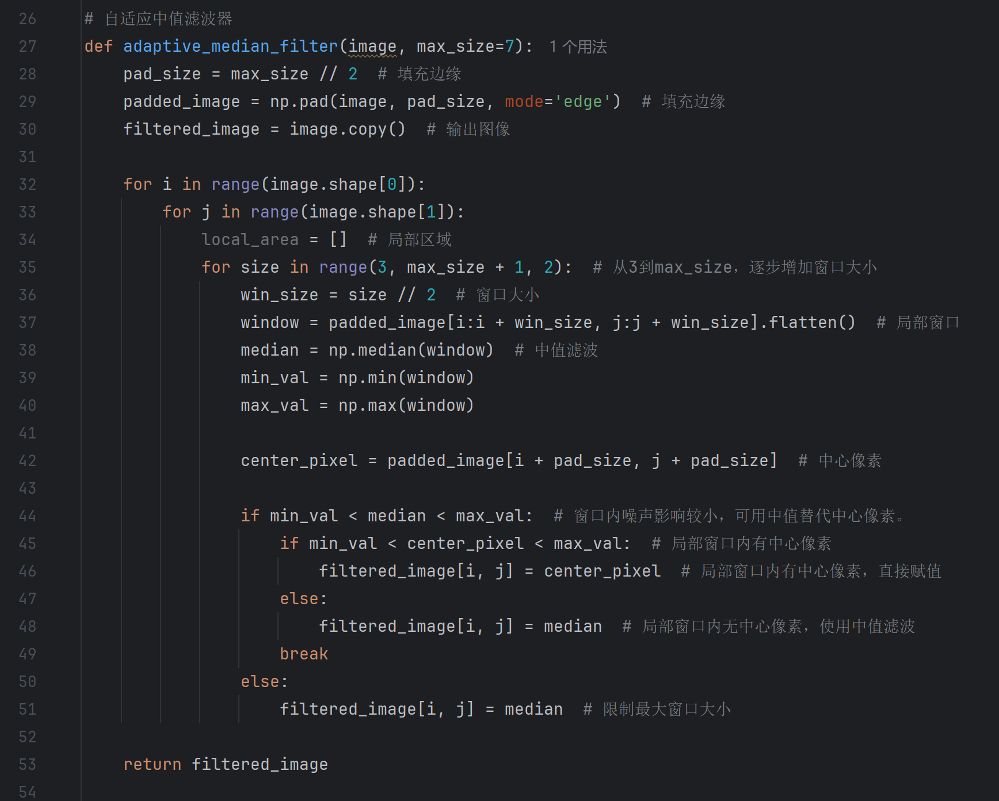 26 # 自适应中值滤波器
27 def adaptive_median_filter(image, max_size=7): 1 个用法
28     pad_size = max_size // 2  # 填充边缘
29     padded_image = np.pad(image, pad_size, mode='edge')  # 填充边缘
30     filtered_image = image.copy()  # 输出图像
31
32     for i in range(image.shape[0]):
33         for j in range(image.shape[1]):
34             local_area = []  # 局部区域
35             for size in range(3, max_size + 1, 2):  # 从3到max_size，逐步增加窗口大小
36                 win_size = size // 2  # 窗口大小
37                 window = padded_image[i:i + win_size, j:j + win_size].flatten()  # 局部窗口
38                 median = np.median(window)  # 中值滤波
39                 min_val = np.min(window)
40                 max_val = np.max(window)
41
42                 center_pixel = padded_image[i + pad_size, j + pad_size]  # 中心像素
43
44                 if min_val < median < max_val:  # 窗口内噪声影响较小，可用中值替代中心像素。
45                     if min_val < center_pixel < max_val:  # 局部窗口内有中心像素
46                         filtered_image[i, j] = center_pixel  # 局部窗口内有中心像素，直接赋值
47                     else:
48                         filtered_image[i, j] = median  # 局部窗口内无中心像素，使用中值滤波
49                     break
50                 else:
51                     filtered_image[i, j] = median  # 限制最大窗口大小
52
53     return filtered_image
54